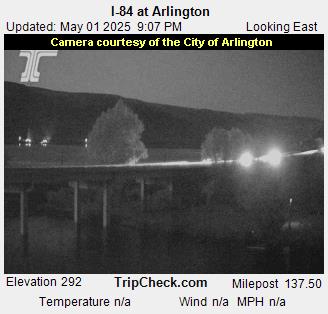 I-84 at Arlington
Updated: May 01 2025 9:07 PM Looking East
Camera courtesy of the City of Arlington
Elevation 292 TripCheck.com Milepost 137.50
Temperature n/a Wind n/a MPH n/a